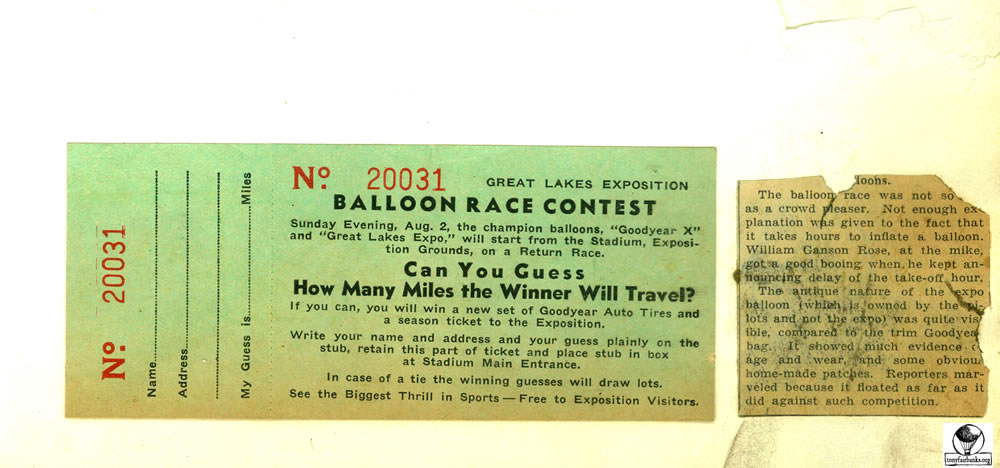 Nº 20031
Name
Address
My Guess is Miles
Nº 20031 GREAT LAKES EXPOSITION
BALLOON RACE CONTEST
Sunday Evening, Aug. 2, the champion balloons, "Goodyear X"
and "Great Lakes Expo," will start from the Stadium, Exposi-
tion Grounds, on a Return Race.
Can You Guess
How Many Miles the Winner Will Travel?
If you can, you will win a new set of Goodyear Auto Tires and
a season ticket to the Exposition.
Write your name and address and your guess plainly on the
stub, retain this part of ticket and place stub in box
at Stadium Main Entrance.
In case of a tie the winning guesses will draw lots.
See the Biggest Thrill in Sports — Free to Exposition Visitors.
loons.
The balloon race was not so
as a crowd pleaser. Not enough ex-
planation was given to the fact that
it takes hours to inflate a balloon.
William Ganson Rose, at the mike,
got a good booing when he kept an-
nouncing delay of the take-off hour.
The antique nature of the expo
balloon (which is owned by the pi-
lots and not the expo) was quite vis
ible, compared to the trim Goodyea
bag. It showed much evidence
age and wear, and some obviou
home-made patches. Reporters mar-
veled because it floated as far as it
did against such competition.
tonyfairbanks.org